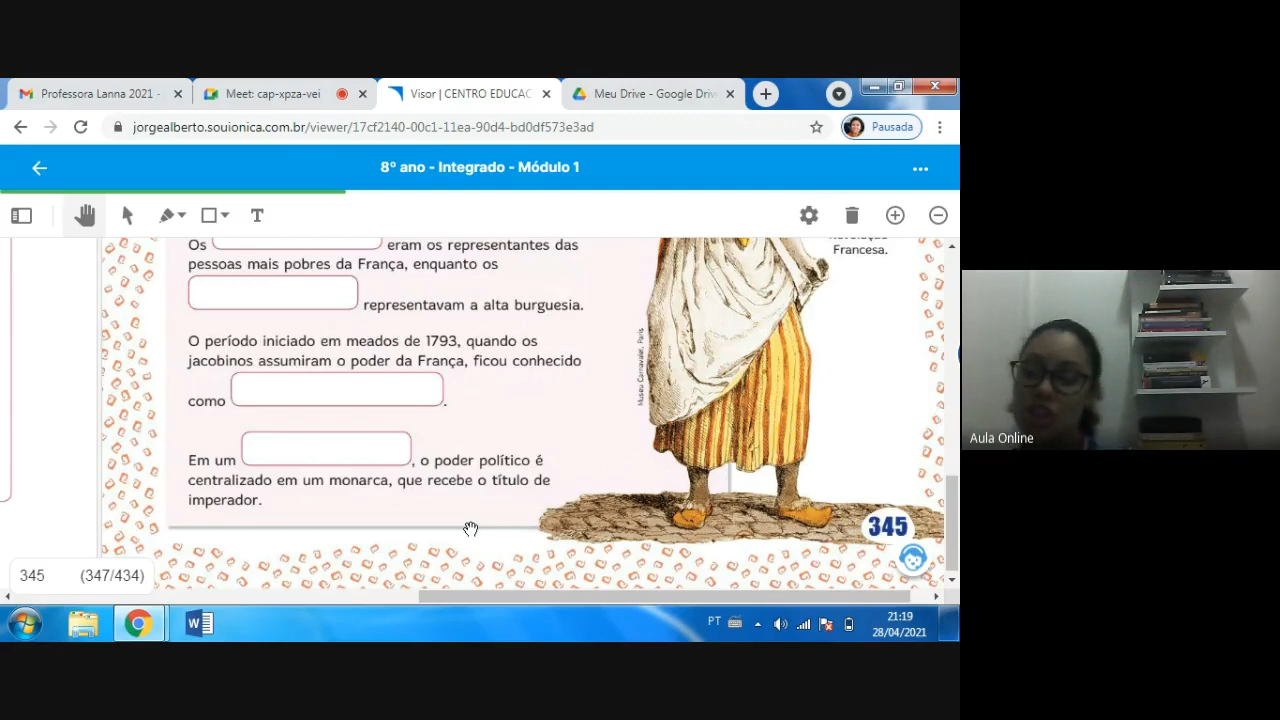 Professora Lanna 2021 -
Meet: cap-xpza-vei
Visor | CENTRO EDUCAC
Meu Drive - Google Driv
jorgealberto.souionica.com.br/viewer/17cf2140-00c1-11ea-90d4-bd0df573e3ad
Pausada
8º ano - Integrado - Módulo 1
T
Os eram os representantes das
pessoas mais pobres da França, enquanto os
representavam a alta burguesia.
O período iniciado em meados de 1793, quando os
jacobinos assumiram o poder da França, ficou conhecido
como .
Em um , o poder político é
centralizado em um monarca, que recebe o título de
imperador.
Francesa.
Museu Carnavalet, Paris
345
345 (347/434)
PT
21:19
28/04/2021
Aula Online